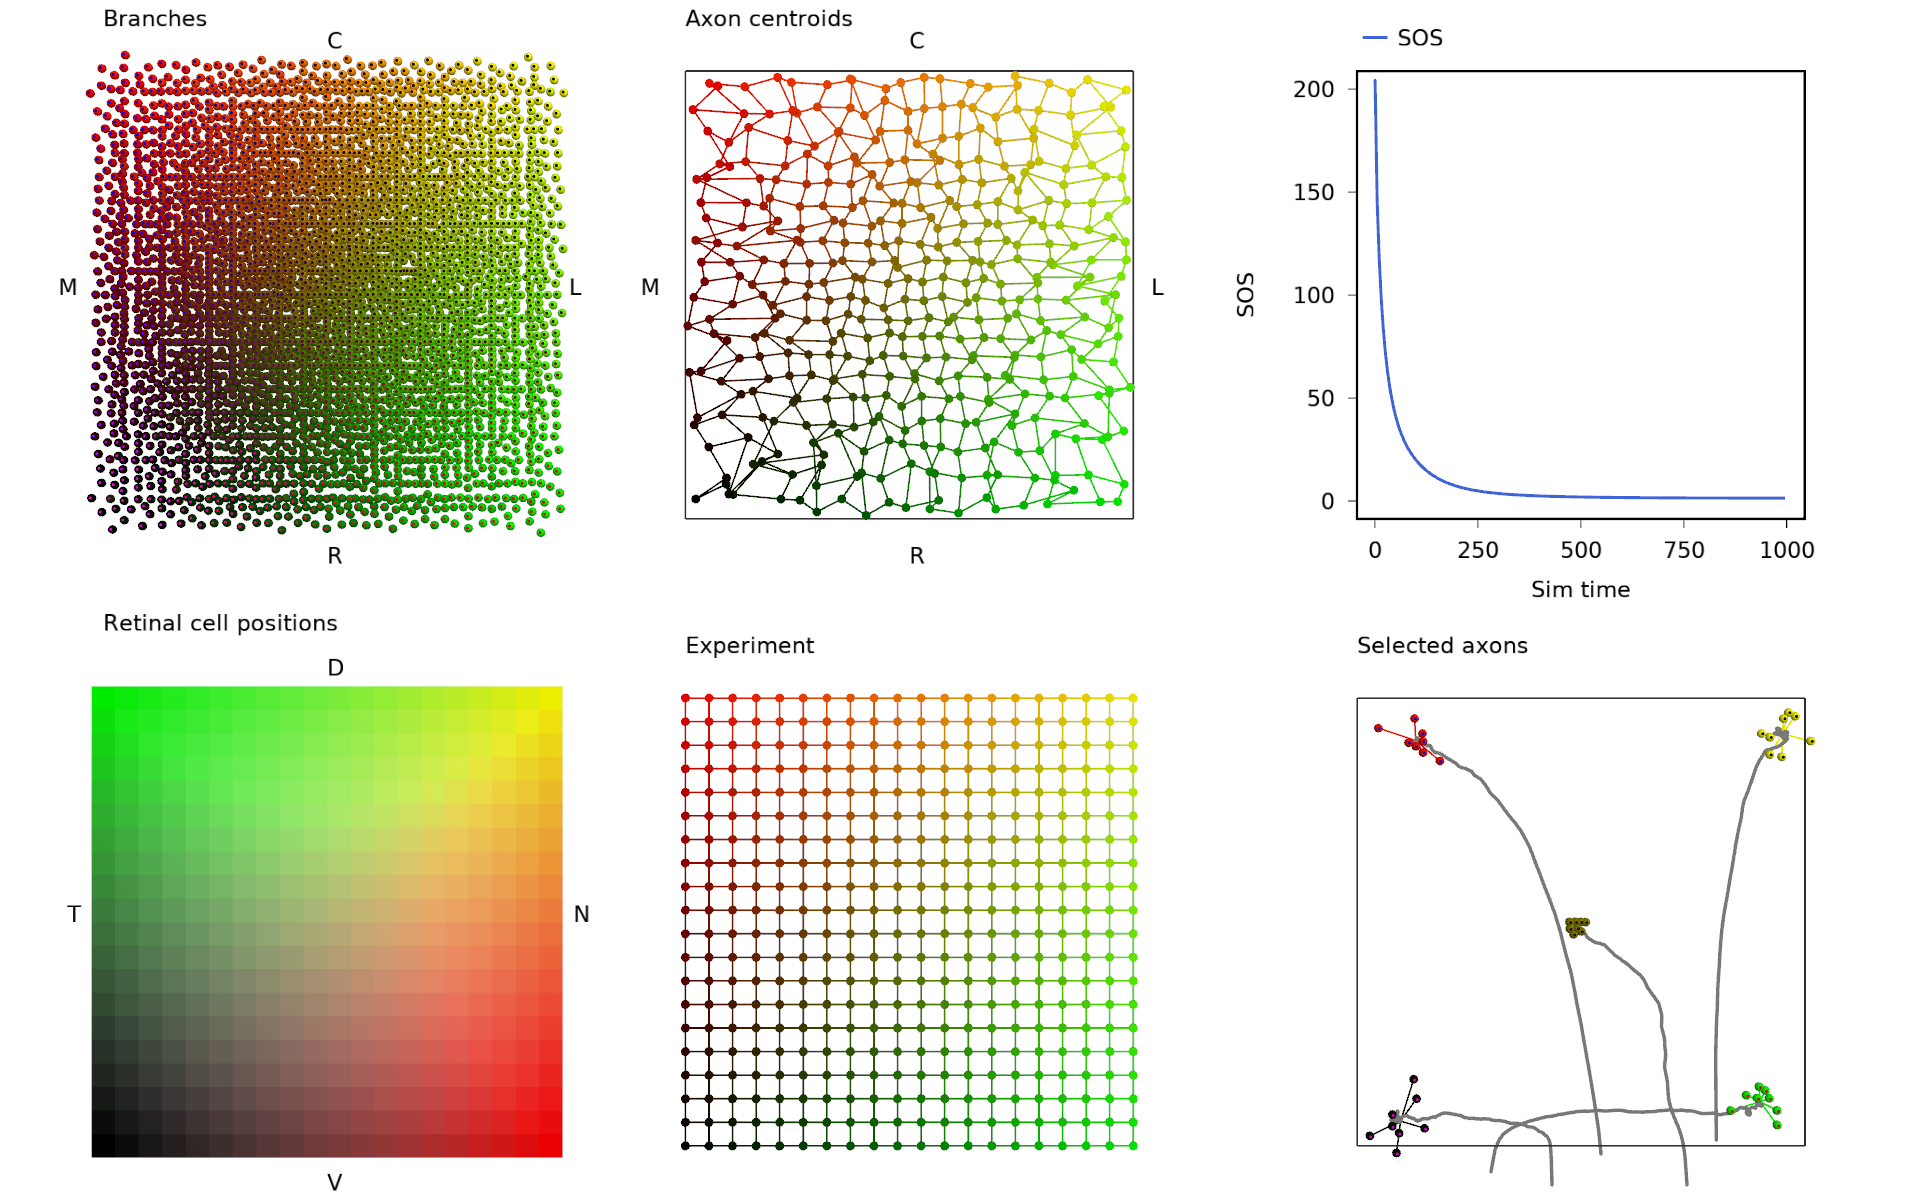 Branches
C
M
L
R
Axon centroids
C
M
L
R
SOS
200
150
100
50
0
SOS
0 250 500 750 1000
Sim time
Retinal cell positions
D
T
N
V
Experiment
Selected axons